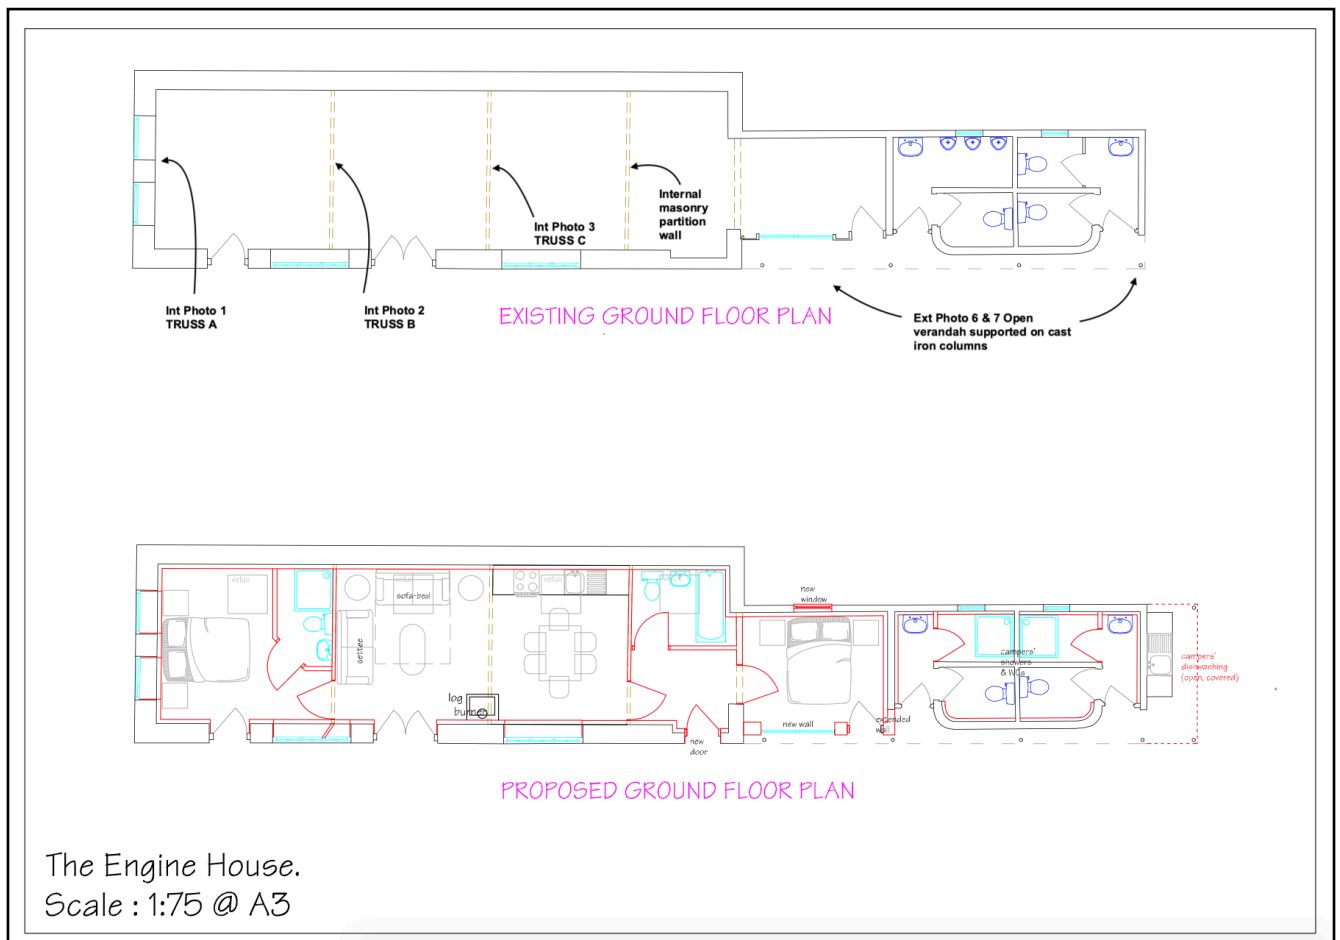 Internal
masonry
partition
wall
Int Photo 3
TRUSS C
Int Photo 1
TRUSS A
Int Photo 2
TRUSS B
EXISTING GROUND FLOOR PLAN
Ext Photo 6 & 7 Open
verandah supported on cast
iron columns
new
window
velux
velux
sofa-bed
velux
velux
settee
campers'
showers
& WCs
campers'
dishwashing
(open, covered)
log
burner
new wall
extended
wall
new
door
PROPOSED GROUND FLOOR PLAN
The Engine House.
Scale : 1:75 @ A3